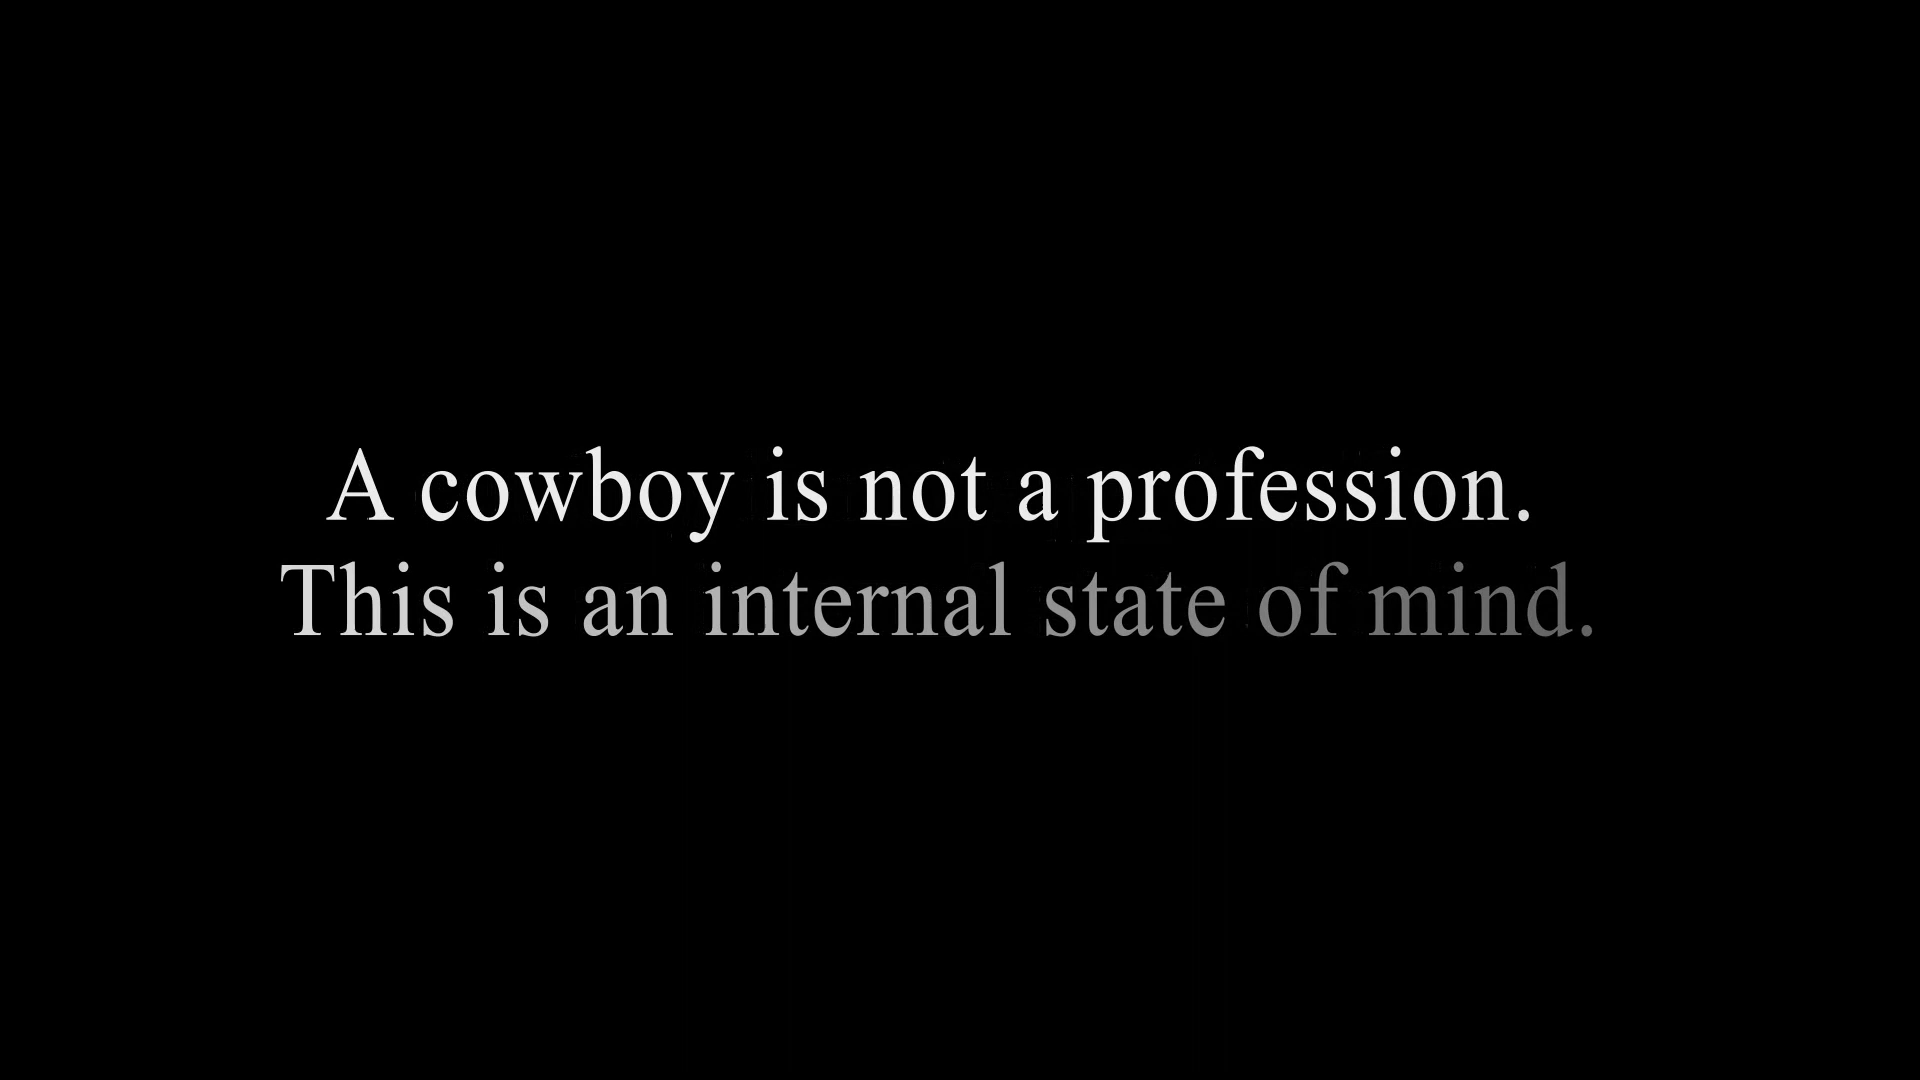 A cowboy is not a profession.
This is an internal state of mind.